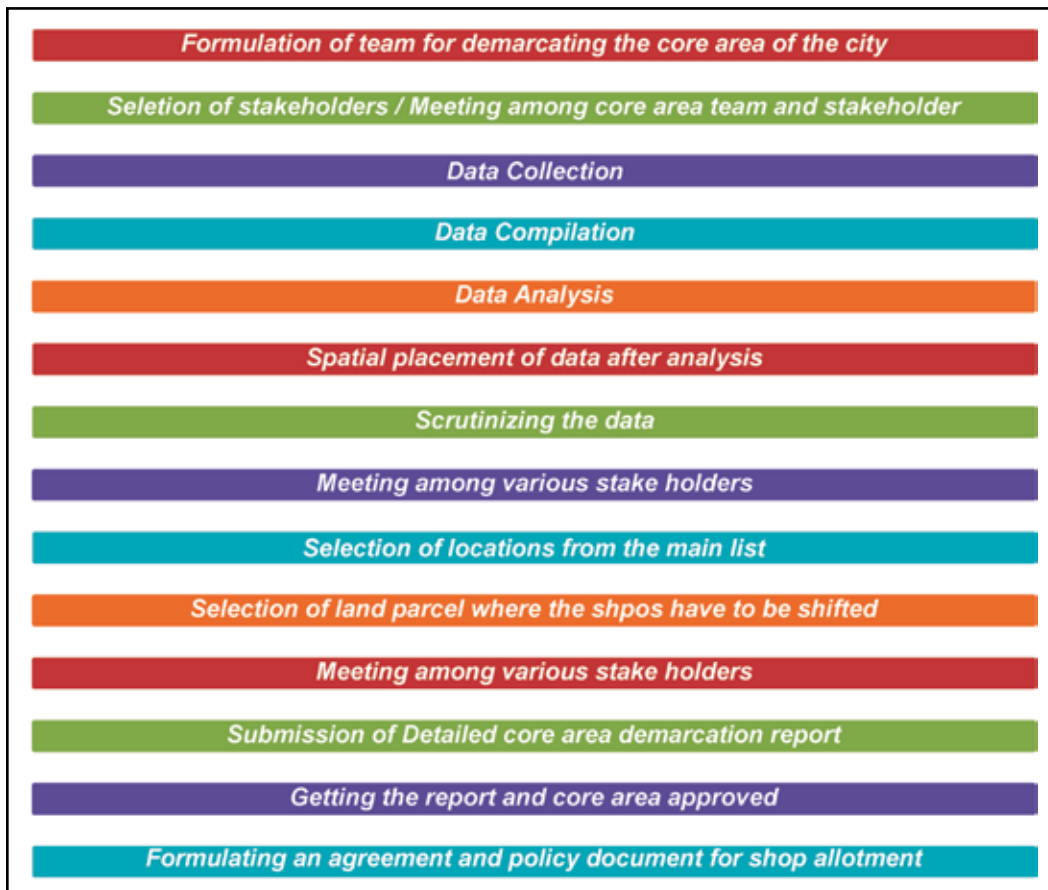 Formulation of team for demarcating the core area of the city
Seletion of stakeholders / Meeting among core area team and stakeholder
Data Collection
Data Compilation
Data Analysis
Spatial placement of data after analysis
Scrutinizing the data
Meeting among various stake holders
Selection of locations from the main list
Selection of land parcel where the shpos have to be shifted
Meeting among various stake holders
Submission of Detailed core area demarcation report
Getting the report and core area approved
Formulating an agreement and policy document for shop allotment